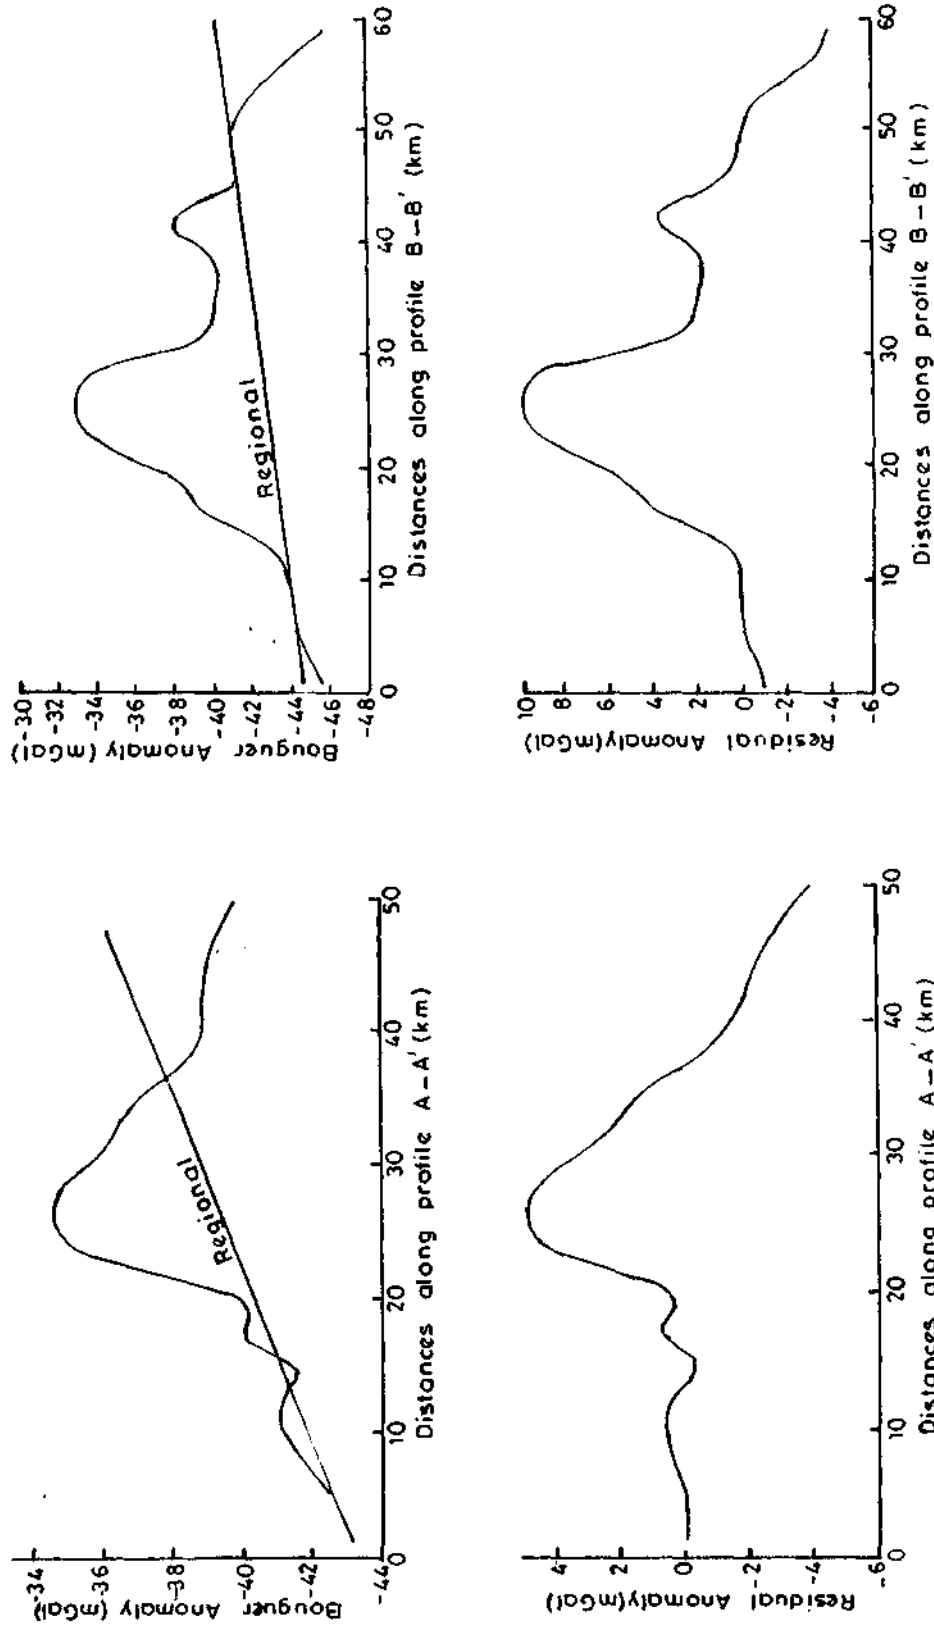 Bouguer Anomaly (mGal)
-34
-36
-38
-40
-42
-44
Regional
0 10 20 30 40 50
Distances along profile A-A' (km)
Bouguer Anomaly (mGal)
-30
-32
-34
-36
-38
-40
-42
-44
-46
-48
Regional
0 10 20 30 40 50 60
Distances along profile B-B' (km)
Residual Anomaly(mGal)
4
2
0
-2
-4
-6
0 10 20 30 40 50
Distances along profile A-A' (km)
Residual Anomaly(mGal)
10
8
6
4
2
0
-2
-4
-6
0 10 20 30 40 50 60
Distances along profile B-B' (km)